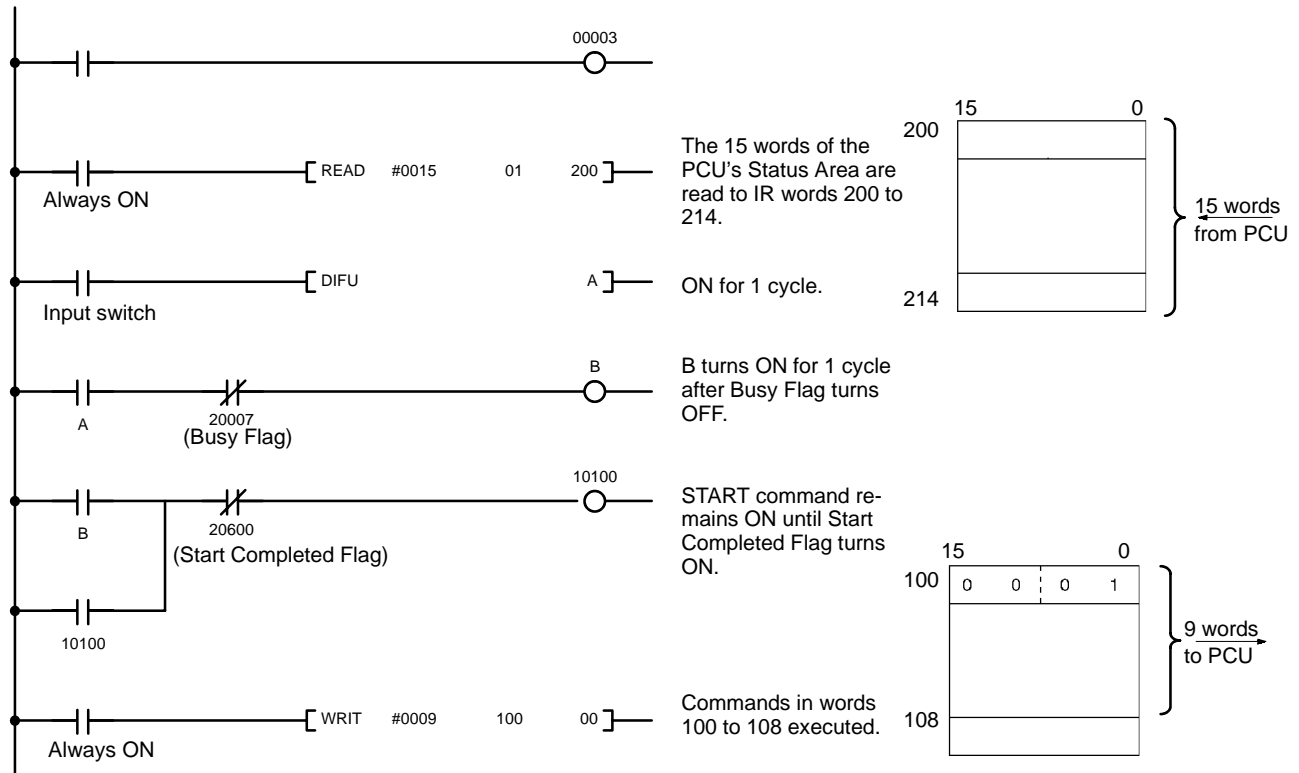 00003
READ #0015 01 200
Always ON
The 15 words of the
PCU's Status Area are
read to IR words 200 to
214.
15 0
200
214
15 words
from PCU
DIFU A
Input switch
ON for 1 cycle.
A
20007
(Busy Flag)
B
B turns ON for 1 cycle
after Busy Flag turns
OFF.
B
20600
(Start Completed Flag)
10100
10100
START command re-
mains ON until Start
Completed Flag turns
ON.
15 0
100 0 0 0 1
108
9 words
to PCU
WRIT #0009 100 00
Always ON
Commands in words
100 to 108 executed.